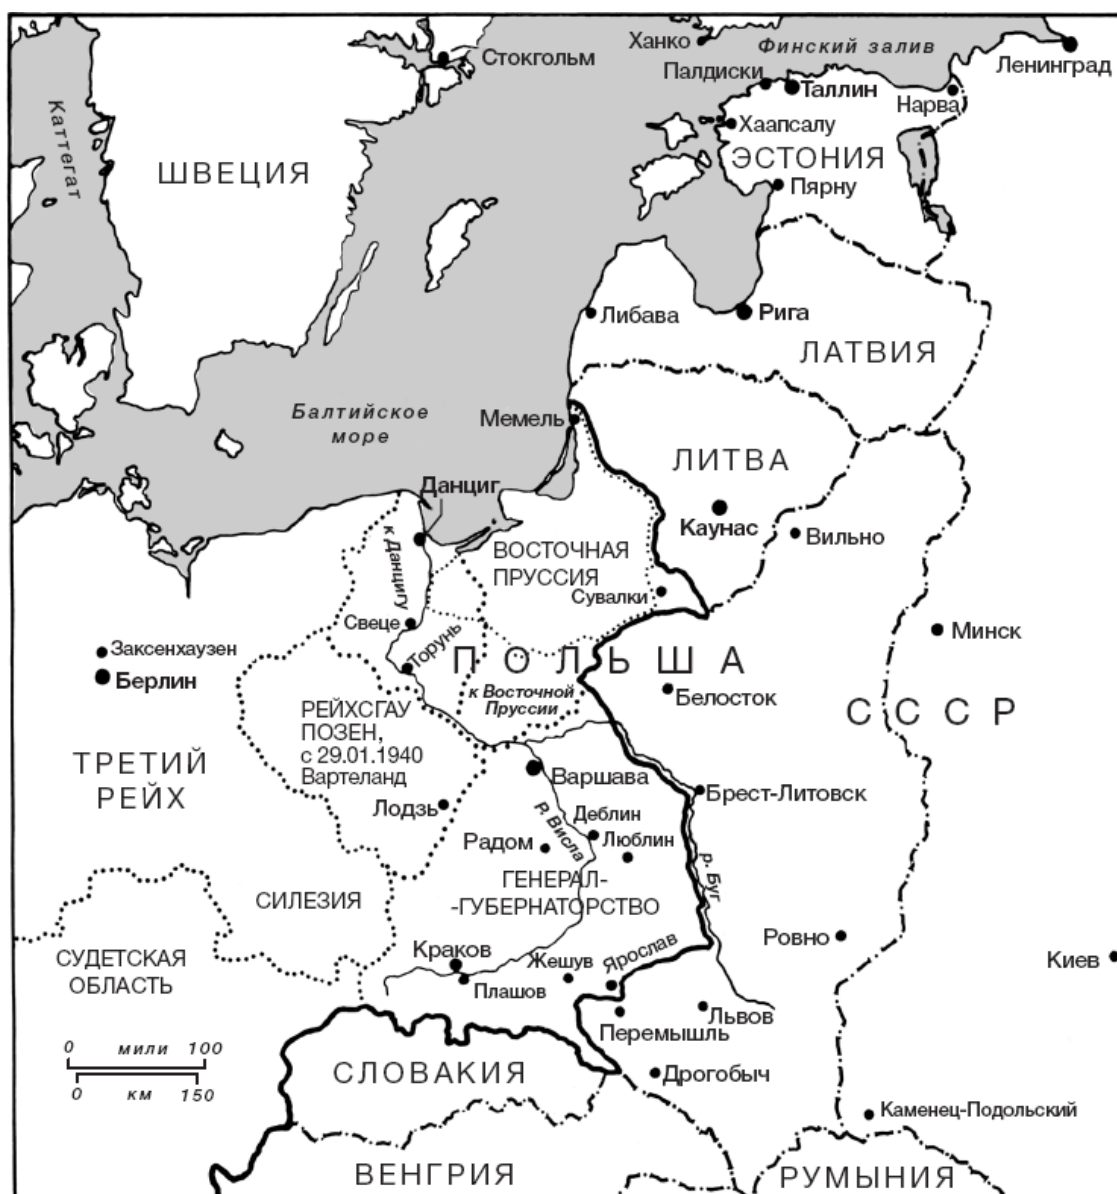 Ханко
Финский залив
Стокгольм
Ленинград
Палдиски
Таллин
Нарва
Каттегат
Хаапсалу
ШВЕЦИЯ
ЭСТОНИЯ
Пярну
Либава
Рига
ЛАТВИЯ
Балтийское
море
Мемель
ЛИТВА
Данциг
Каунас
Вильно
к Данцигу
ВОСТОЧНАЯ
ПРУССИЯ
Сувалки
Свеце
Торунь
Минск
Заксенхаузен
Берлин
ПОЛЬША
к Восточной
Пруссии
Белосток
СССР
РЕЙХСГАУ
ПОЗЕН,
с 29.01.1940
Вартеланд
ТРЕТИЙ
РЕЙХ
Варшава
Брест-Литовск
Лодзь
р. Висла
Деблин
Радом
Люблин
р. Буг
ГЕНЕРАЛ-
-ГУБЕРНАТОРСТВО
СИЛЕЗИЯ
Ровно
Краков
Жешув
Ярослав
Киев
СУДЕТСКАЯ
ОБЛАСТЬ
Плашов
Львов
Перемышль
0 мили 100
0 км 150
СЛОВАКИЯ
Дрогобыч
Каменец-Подольский
ВЕНГРИЯ
РУМЫНИЯ